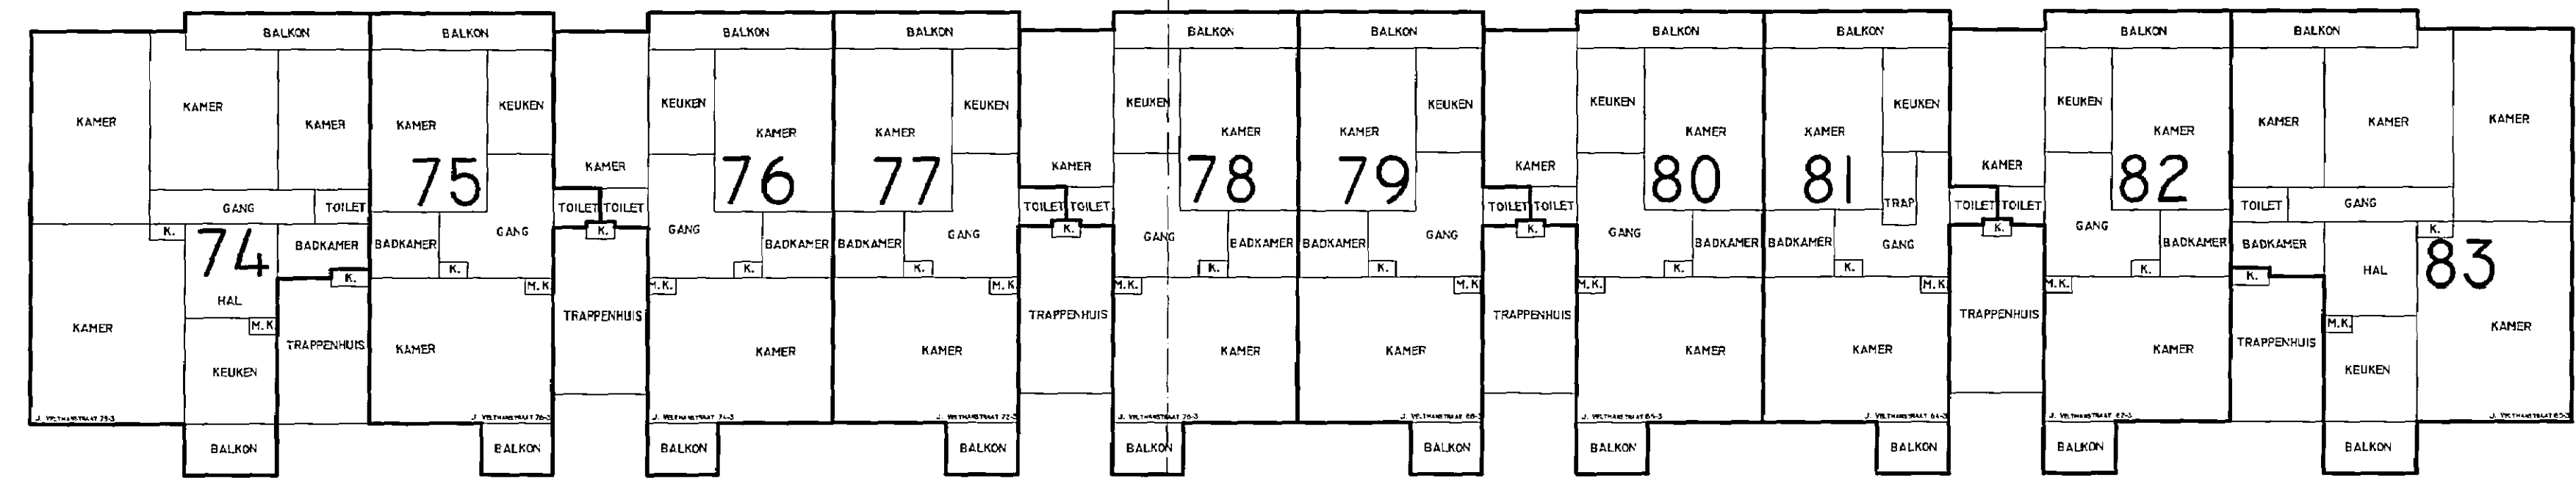 BALKON BALKON BALKON BALKON BALKON BALKON BALKON BALKON BALKON BALKON
KEUKEN KEUKEN KEUKEN KEUKEN KEUKEN KEUKEN KEUKEN KEUKEN
KAMER KAMER KAMER KAMER KAMER KAMER KAMER KAMER KAMER KAMER KAMER KAMER KAMER KAMER
KAMER KAMER KAMER KAMER
75 76 77 78 79 80 81 82
GANG TOILET TOILET TOILET TOILET TOILET TOILET TOILET TRAP TOILET TOILET TOILET GANG
K. GANG K. GANG GANG K. GANG GANG K. GANG GANG K. GANG K.
74 BADKAMER BADKAMER BADKAMER BADKAMER BADKAMER BADKAMER BADKAMER BADKAMER BADKAMER BADKAMER 83
K. K. K. K. K. K. K. K. K. K.
HAL HAL
M.K. M.K. M.K. M.K. M.K. M.K. M.K. M.K.
KAMER M.K. TRAPPENHUIS TRAPPENHUIS TRAPPENHUIS TRAPPENHUIS M.K. KAMER
TRAPPENHUIS KAMER KAMER KAMER KAMER KAMER KAMER KAMER KAMER TRAPPENHUIS
KEUKEN KEUKEN
BALKON BALKON BALKON BALKON BALKON BALKON BALKON BALKON BALKON BALKON